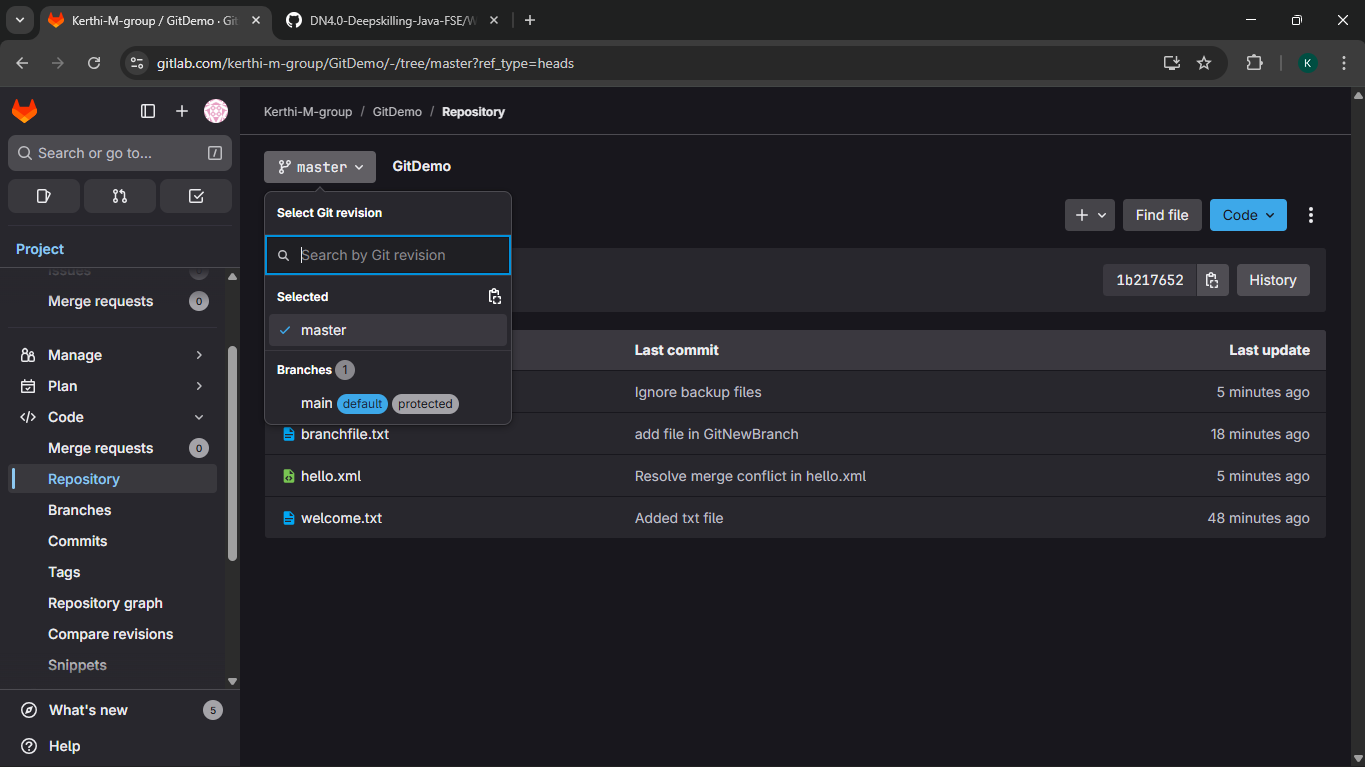 Kerthi-M-group / GitDemo · Git
DN4.0-Deepskilling-Java-FSE/W
gitlab.com/kerthi-m-group/GitDemo/-/tree/master?ref_type=heads
K
Search or go to...
/
Project
Issues
Merge requests 0
Manage
Plan
Code
Merge requests 0
Repository
Branches
Commits
Tags
Repository graph
Compare revisions
Snippets
What's new 5
Help
Kerthi-M-group / GitDemo / Repository
master GitDemo
Select Git revision
Search by Git revision
Selected
master
Branches 1
main default protected
Find file Code
1b217652 History
Last commit Last update
Ignore backup files 5 minutes ago
branchfile.txt add file in GitNewBranch 18 minutes ago
hello.xml Resolve merge conflict in hello.xml 5 minutes ago
welcome.txt Added txt file 48 minutes ago